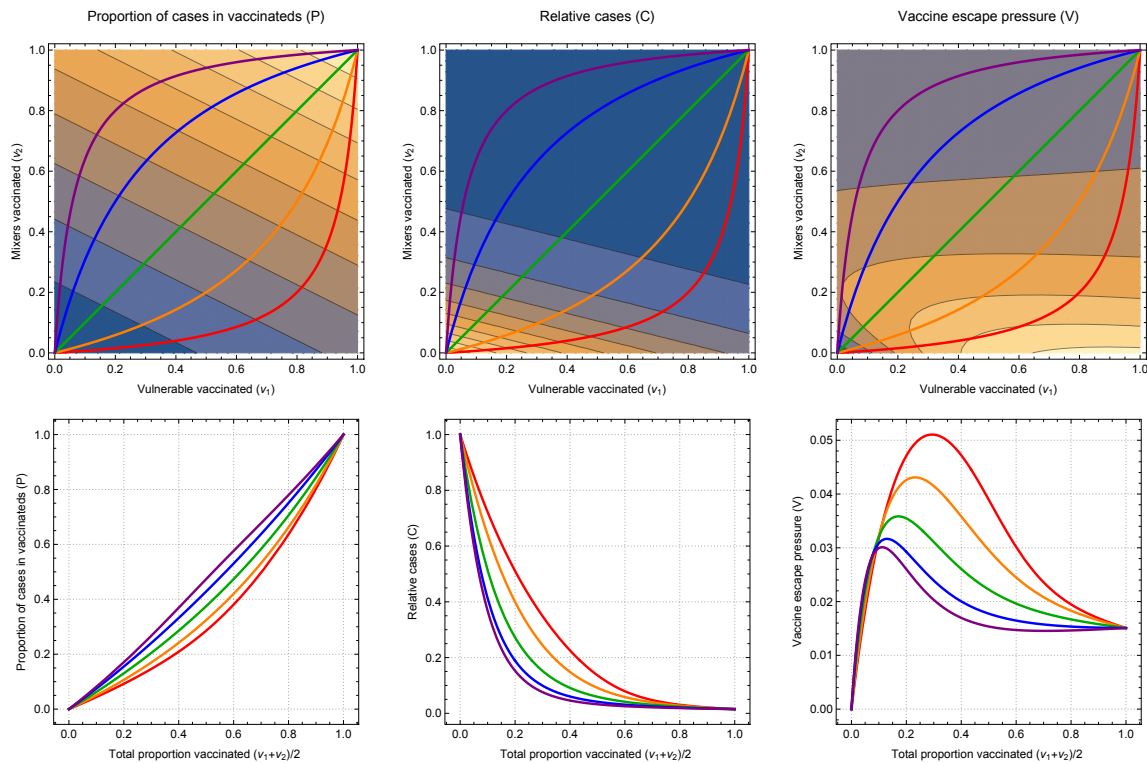 Proportion of cases in vaccinateds (P)
Relative cases (C)
Vaccine escape pressure (V)
Mixers vaccinated (v2)
1.0
0.8
0.6
0.4
0.2
0.0
0.0 0.2 0.4 0.6 0.8 1.0
Vulnerable vaccinated (v1)
Mixers vaccinated (v2)
1.0
0.8
0.6
0.4
0.2
0.0
0.0 0.2 0.4 0.6 0.8 1.0
Vulnerable vaccinated (v1)
Mixers vaccinated (v2)
1.0
0.8
0.6
0.4
0.2
0.0
0.0 0.2 0.4 0.6 0.8 1.0
Vulnerable vaccinated (v1)
Proportion of cases in vaccinateds (P)
1.0
0.8
0.6
0.4
0.2
0.0
0.0 0.2 0.4 0.6 0.8 1.0
Total proportion vaccinated (v1+v2)/2
Relative cases (C)
1.0
0.8
0.6
0.4
0.2
0.0
0.0 0.2 0.4 0.6 0.8 1.0
Total proportion vaccinated (v1+v2)/2
Vaccine escape pressure (V)
0.05
0.04
0.03
0.02
0.01
0.00
0.0 0.2 0.4 0.6 0.8 1.0
Total proportion vaccinated (v1+v2)/2